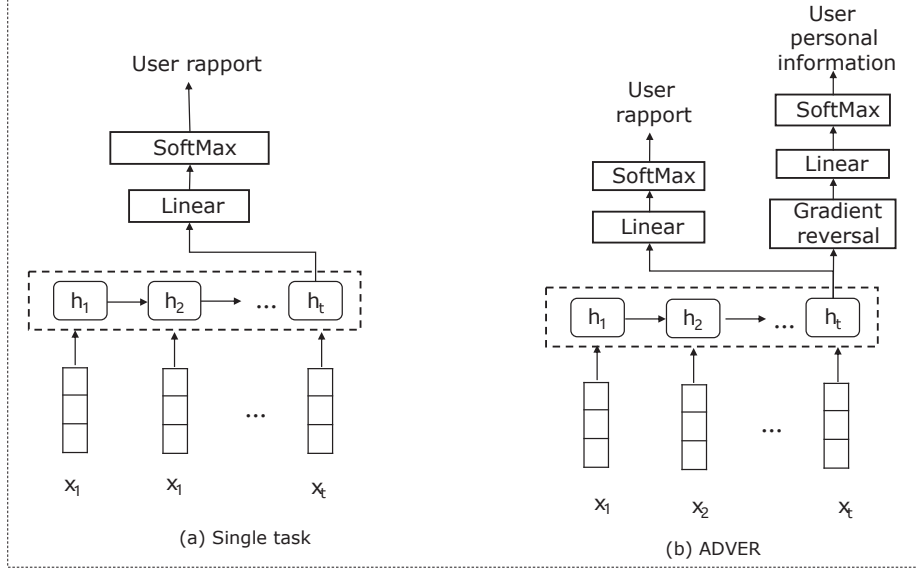 User rapport
SoftMax
Linear
h₁
h₂
...
hₜ
...
x₁
x₁
xₜ
(a) Single task
User
personal
information
User
rapport
SoftMax
SoftMax
Linear
Linear
Gradient
reversal
h₁
h₂
...
hₜ
...
x₁
x₂
xₜ
(b) ADVER